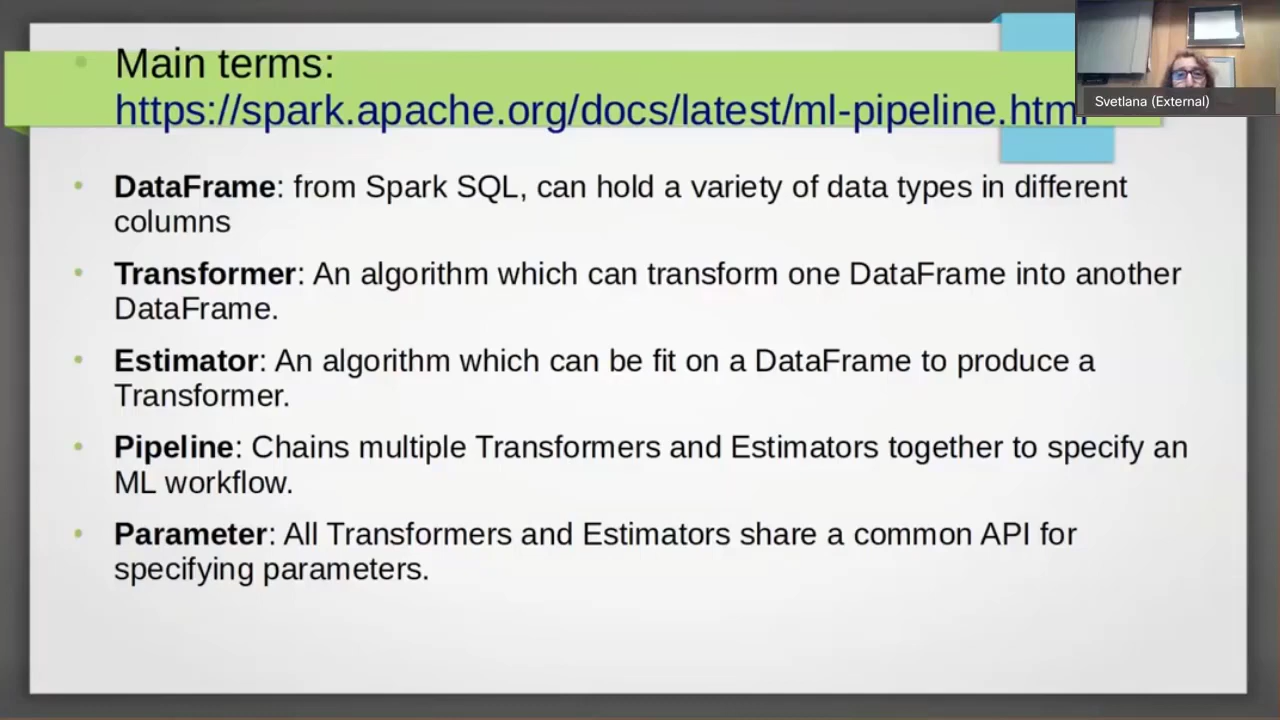 Main terms:
https://spark.apache.org/docs/latest/ml-pipeline.html
Svetlana (External)
DataFrame: from Spark SQL, can hold a variety of data types in different
columns
Transformer: An algorithm which can transform one DataFrame into another
DataFrame.
Estimator: An algorithm which can be fit on a DataFrame to produce a
Transformer.
Pipeline: Chains multiple Transformers and Estimators together to specify an
ML workflow.
Parameter: All Transformers and Estimators share a common API for
specifying parameters.